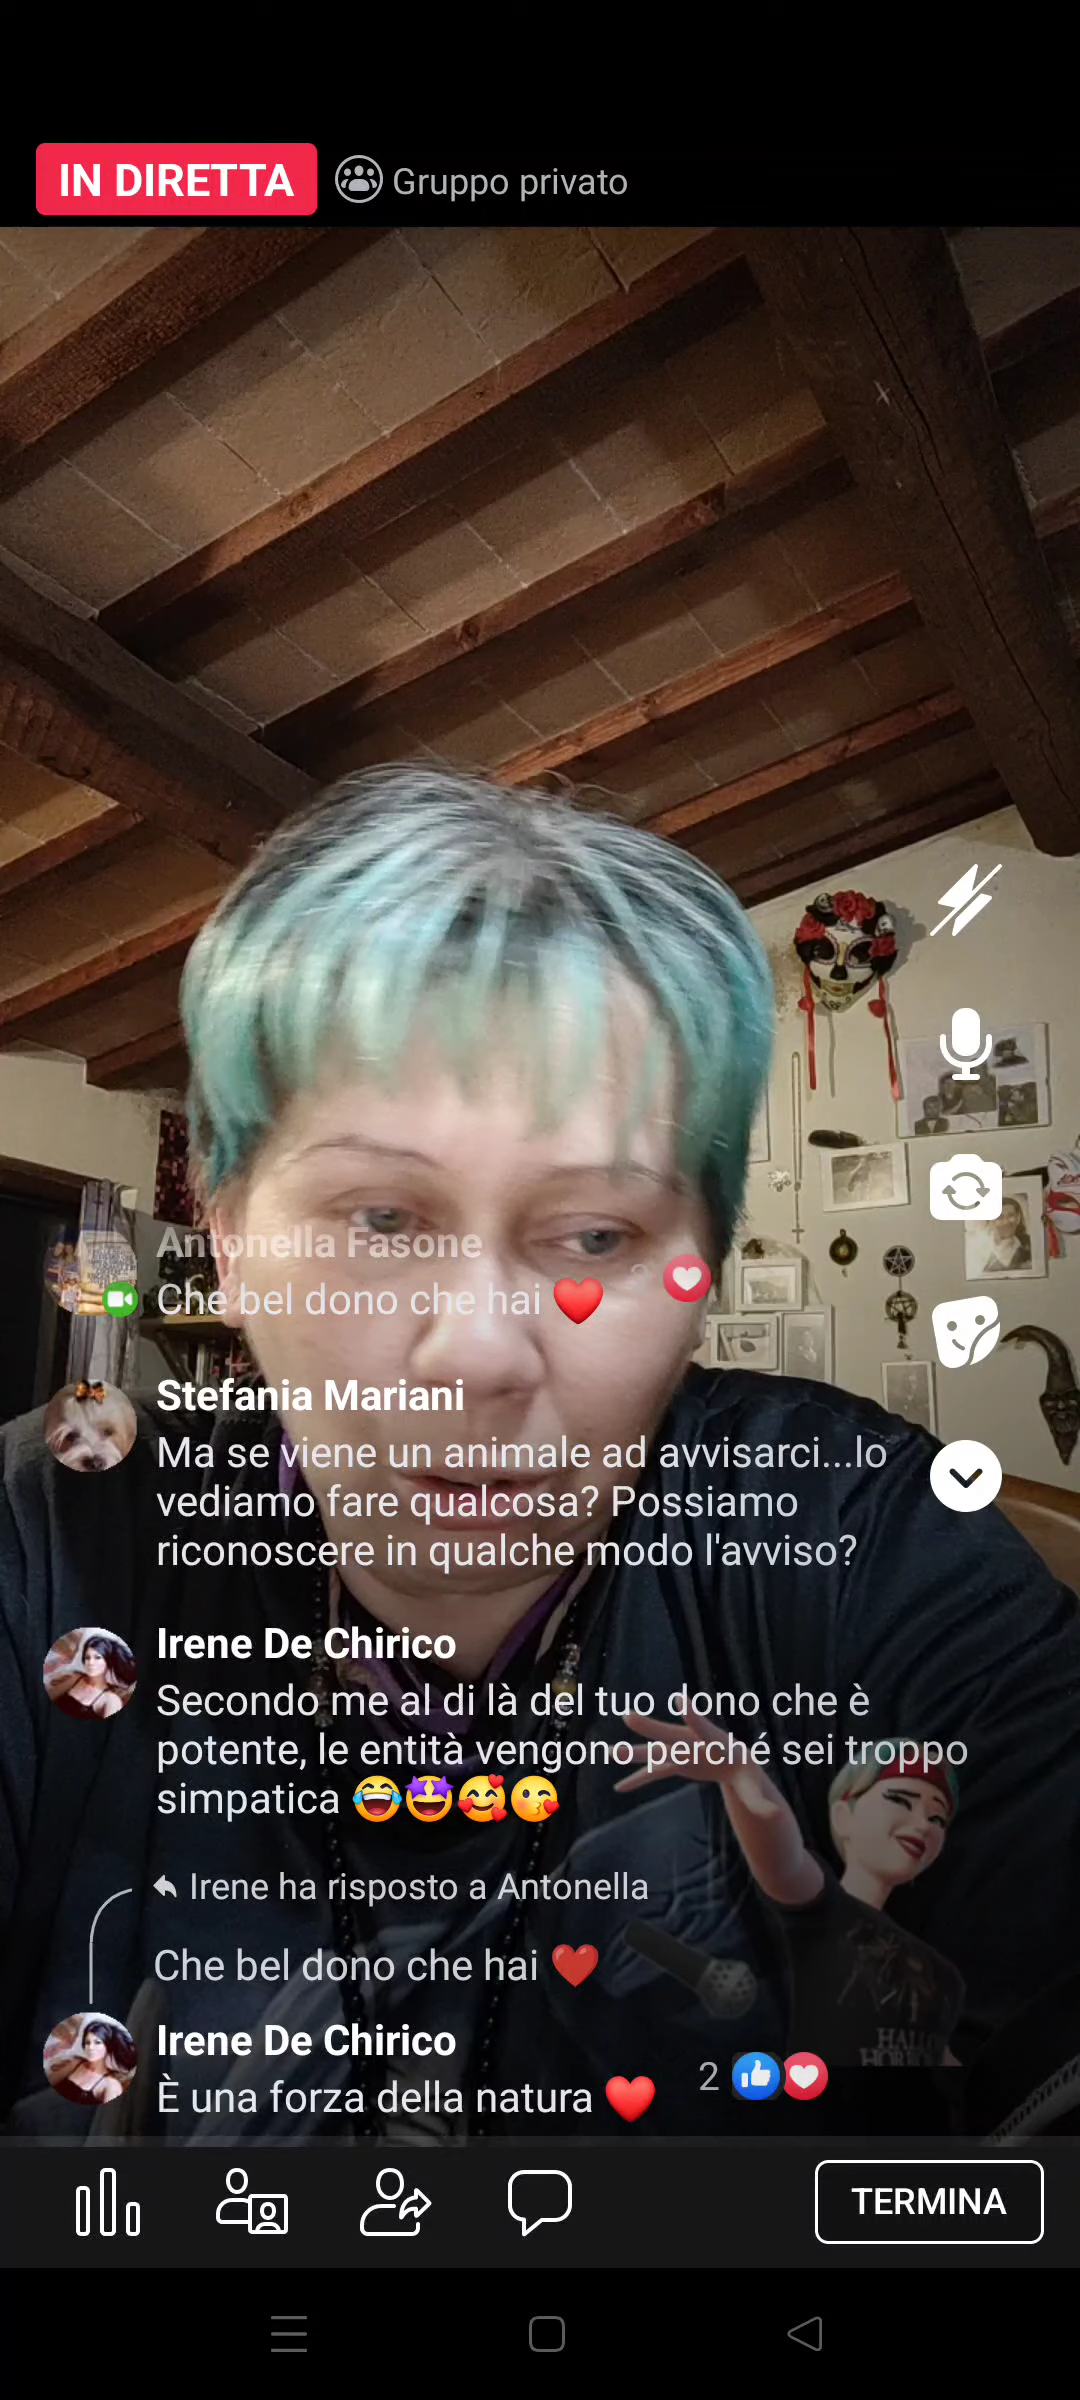 IN DIRETTA
Gruppo privato
Antonella Fasone
Che bel dono che hai ❤️
2
Stefania Mariani
Ma se viene un animale ad avvisarci...lo
vediamo fare qualcosa? Possiamo
riconoscere in qualche modo l'avviso?
Irene De Chirico
Secondo me al di là del tuo dono che è
potente, le entità vengono perché sei troppo
simpatica 😂🤩🥰😘
Irene ha risposto a Antonella
Che bel dono che hai ❤️
Irene De Chirico
È una forza della natura ❤️
2
TERMINA